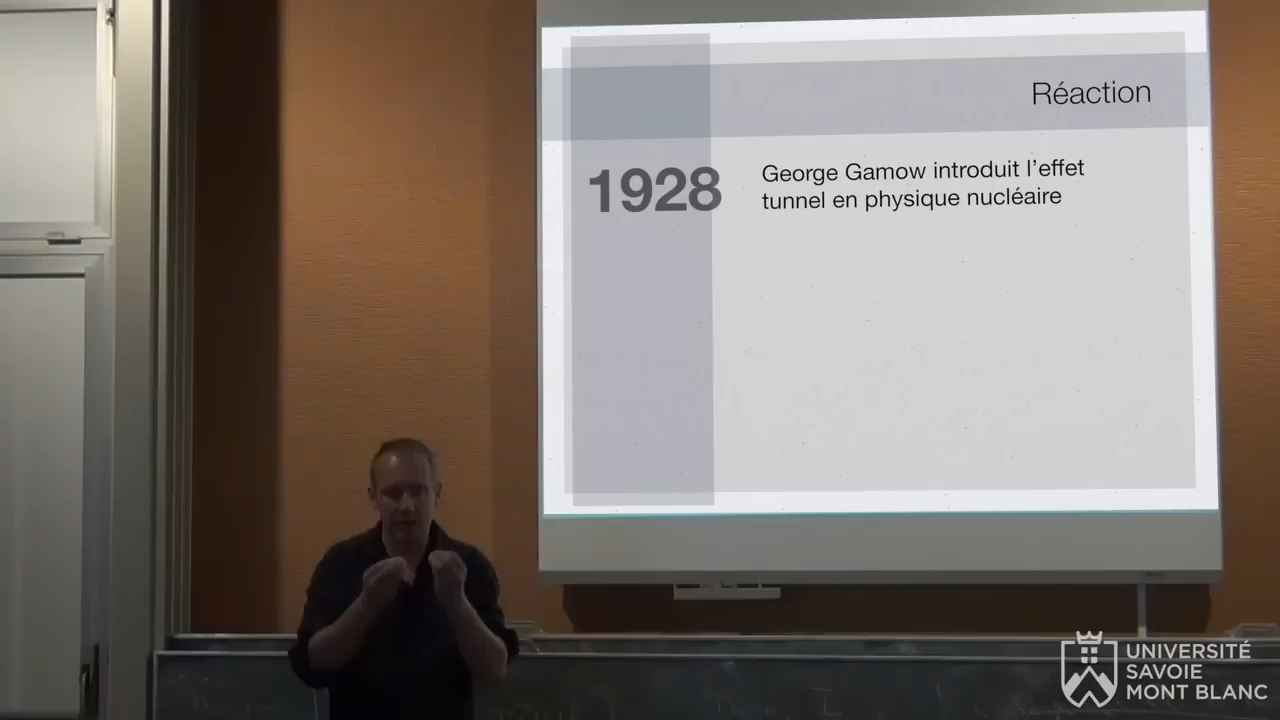 Réaction
1928
George Gamow introduit l'effet
tunnel en physique nucléaire
UNIVERSITÉ
SAVOIE
MONT BLANC